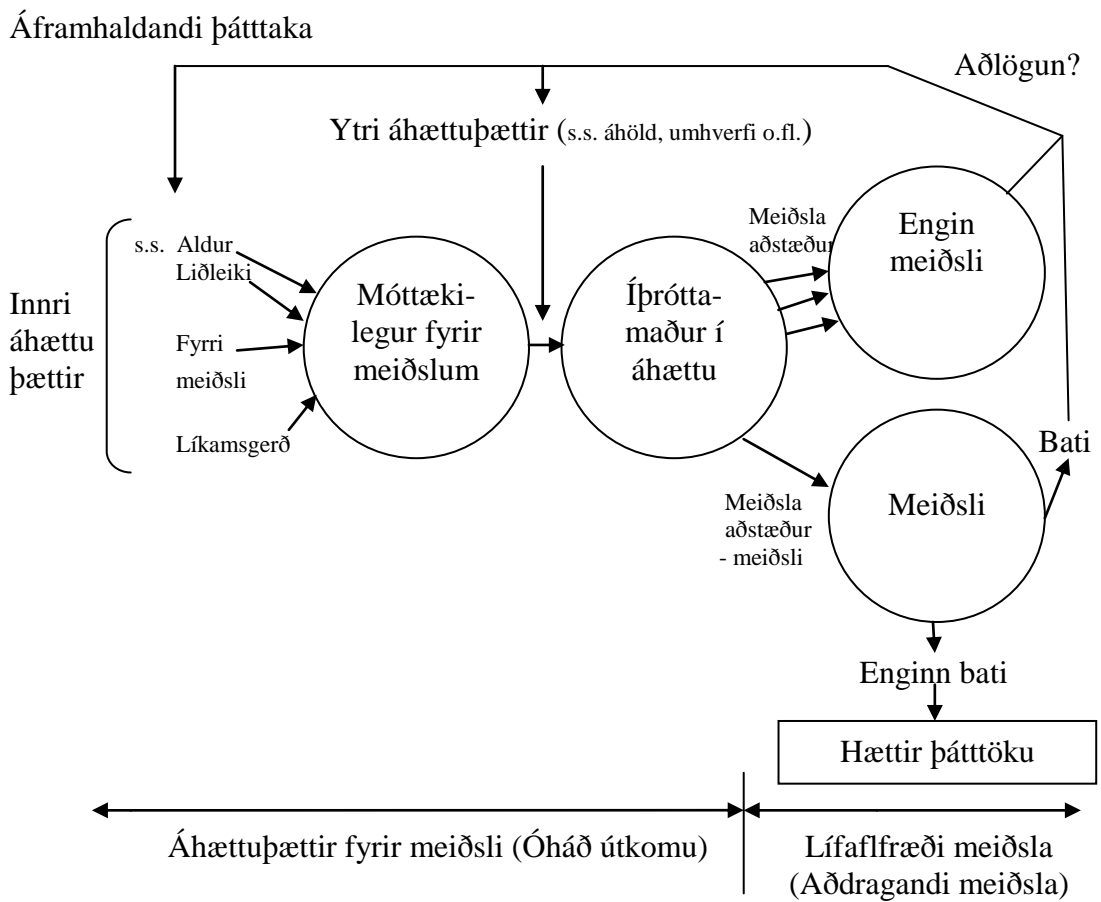 Áframhaldandi þátttaka
Aðlögun?
Ytri áhættuþættir (s.s. áhöld, umhverfi o.fl.)
Innri
áhættu
þættir
s.s. Aldur
Liðleiki
Fyrri
meiðsli
Líkamsgerð
Móttæki-
legur fyrir
meiðslum
Íþrótta-
maður í
áhættu
Meiðsla
aðstæður
Engin
meiðsli
Meiðsla
aðstæður
- meiðsli
Meiðsli
Bati
Enginn bati
Hættir þátttöku
Áhættuþættir fyrir meiðsli (Óháð útkomu)
Lífaflfræði meiðsla
(Aðdragandi meiðsla)